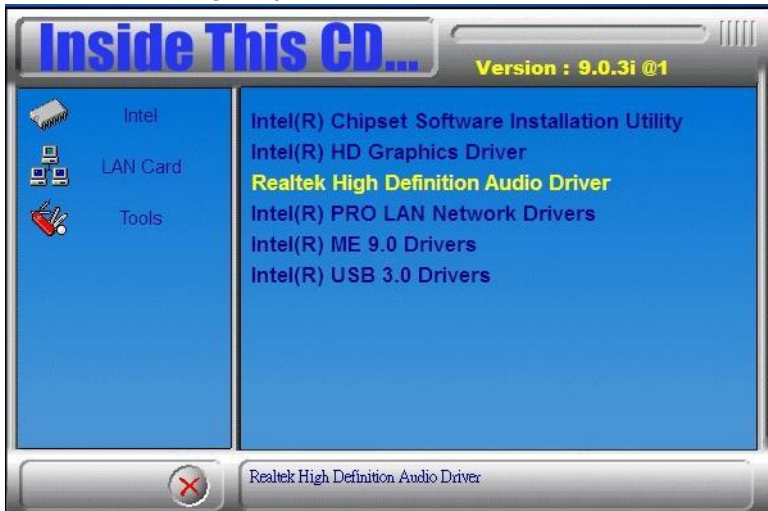 Inside This CD...
Version : 9.0.3i @1
Intel
LAN Card
Tools
Intel(R) Chipset Software Installation Utility
Intel(R) HD Graphics Driver
Realtek High Definition Audio Driver
Intel(R) PRO LAN Network Drivers
Intel(R) ME 9.0 Drivers
Intel(R) USB 3.0 Drivers
Realtek High Definition Audio Driver